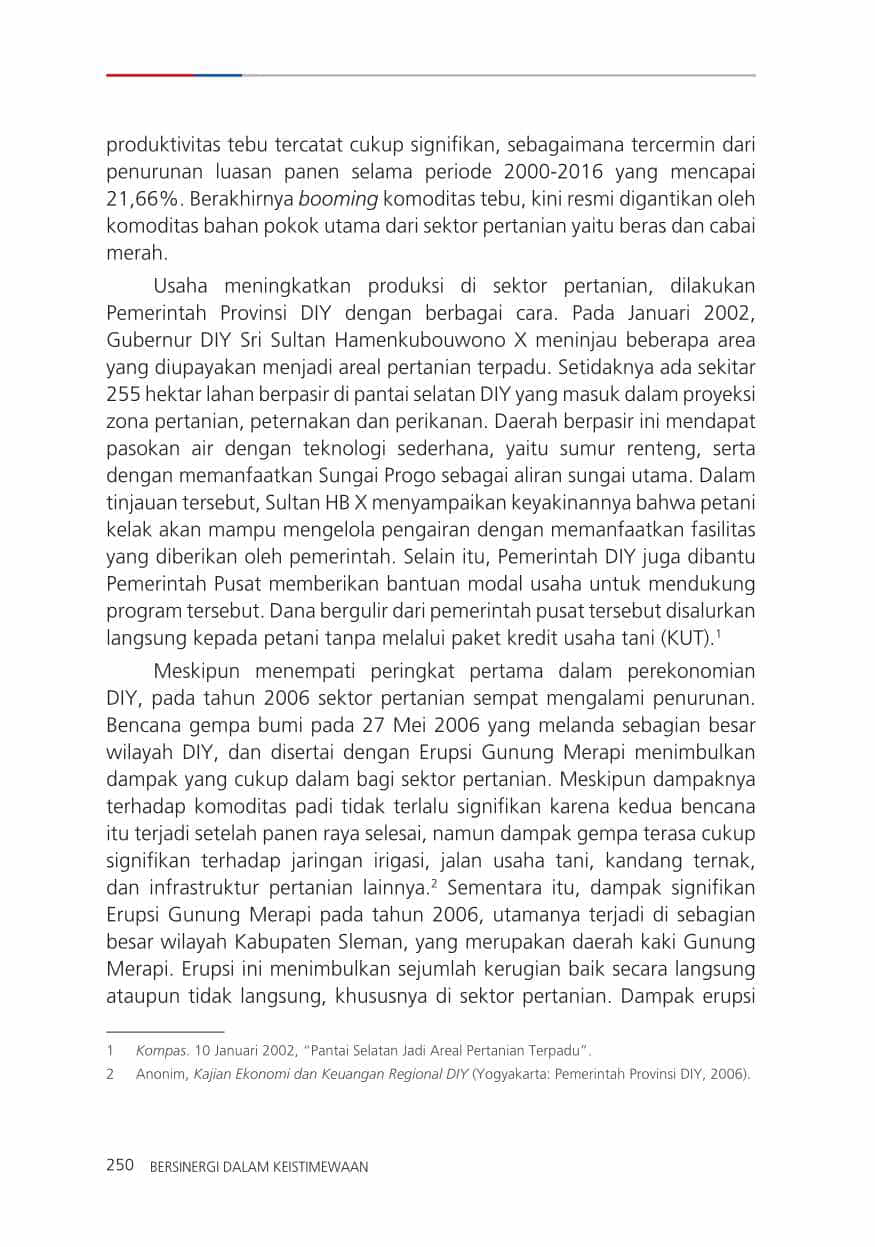 produktivitas tebu tercatat cukup signifikan, sebagaimana tercermin dari
penurunan luasan panen selama periode 2000-2016 yang mencapai
21,66%. Berakhirnya booming komoditas tebu, kini resmi digantikan oleh
komoditas bahan pokok utama dari sektor pertanian yaitu beras dan cabai
merah.
Usaha meningkatkan produksi di sektor pertanian, dilakukan
Pemerintah Provinsi DIY dengan berbagai cara. Pada Januari 2002,
Gubernur DIY Sri Sultan Hamenkubouwono X meninjau beberapa area
yang diupayakan menjadi areal pertanian terpadu. Setidaknya ada sekitar
255 hektar lahan berpasir di pantai selatan DIY yang masuk dalam proyeksi
zona pertanian, peternakan dan perikanan. Daerah berpasir ini mendapat
pasokan air dengan teknologi sederhana, yaitu sumur renteng, serta
dengan memanfaatkan Sungai Progo sebagai aliran sungai utama. Dalam
tinjauan tersebut, Sultan HB X menyampaikan keyakinannya bahwa petani
kelak akan mampu mengelola pengairan dengan memanfaatkan fasilitas
yang diberikan oleh pemerintah. Selain itu, Pemerintah DIY juga dibantu
Pemerintah Pusat memberikan bantuan modal usaha untuk mendukung
program tersebut. Dana bergulir dari pemerintah pusat tersebut disalurkan
langsung kepada petani tanpa melalui paket kredit usaha tani (KUT).1
Meskipun menempati peringkat pertama dalam perekonomian
DIY, pada tahun 2006 sektor pertanian sempat mengalami penurunan.
Bencana gempa bumi pada 27 Mei 2006 yang melanda sebagian besar
wilayah DIY, dan disertai dengan Erupsi Gunung Merapi menimbulkan
dampak yang cukup dalam bagi sektor pertanian. Meskipun dampaknya
terhadap komoditas padi tidak terlalu signifikan karena kedua bencana
itu terjadi setelah panen raya selesai, namun dampak gempa terasa cukup
signifikan terhadap jaringan irigasi, jalan usaha tani, kandang ternak,
dan infrastruktur pertanian lainnya.2 Sementara itu, dampak signifikan
Erupsi Gunung Merapi pada tahun 2006, utamanya terjadi di sebagian
besar wilayah Kabupaten Sleman, yang merupakan daerah kaki Gunung
Merapi. Erupsi ini menimbulkan sejumlah kerugian baik secara langsung
ataupun tidak langsung, khususnya di sektor pertanian. Dampak erupsi
1 Kompas. 10 Januari 2002, “Pantai Selatan Jadi Areal Pertanian Terpadu”.
2 Anonim, Kajian Ekonomi dan Keuangan Regional DIY (Yogyakarta: Pemerintah Provinsi DIY, 2006).
250 BERSINERGI DALAM KEISTIMEWAAN